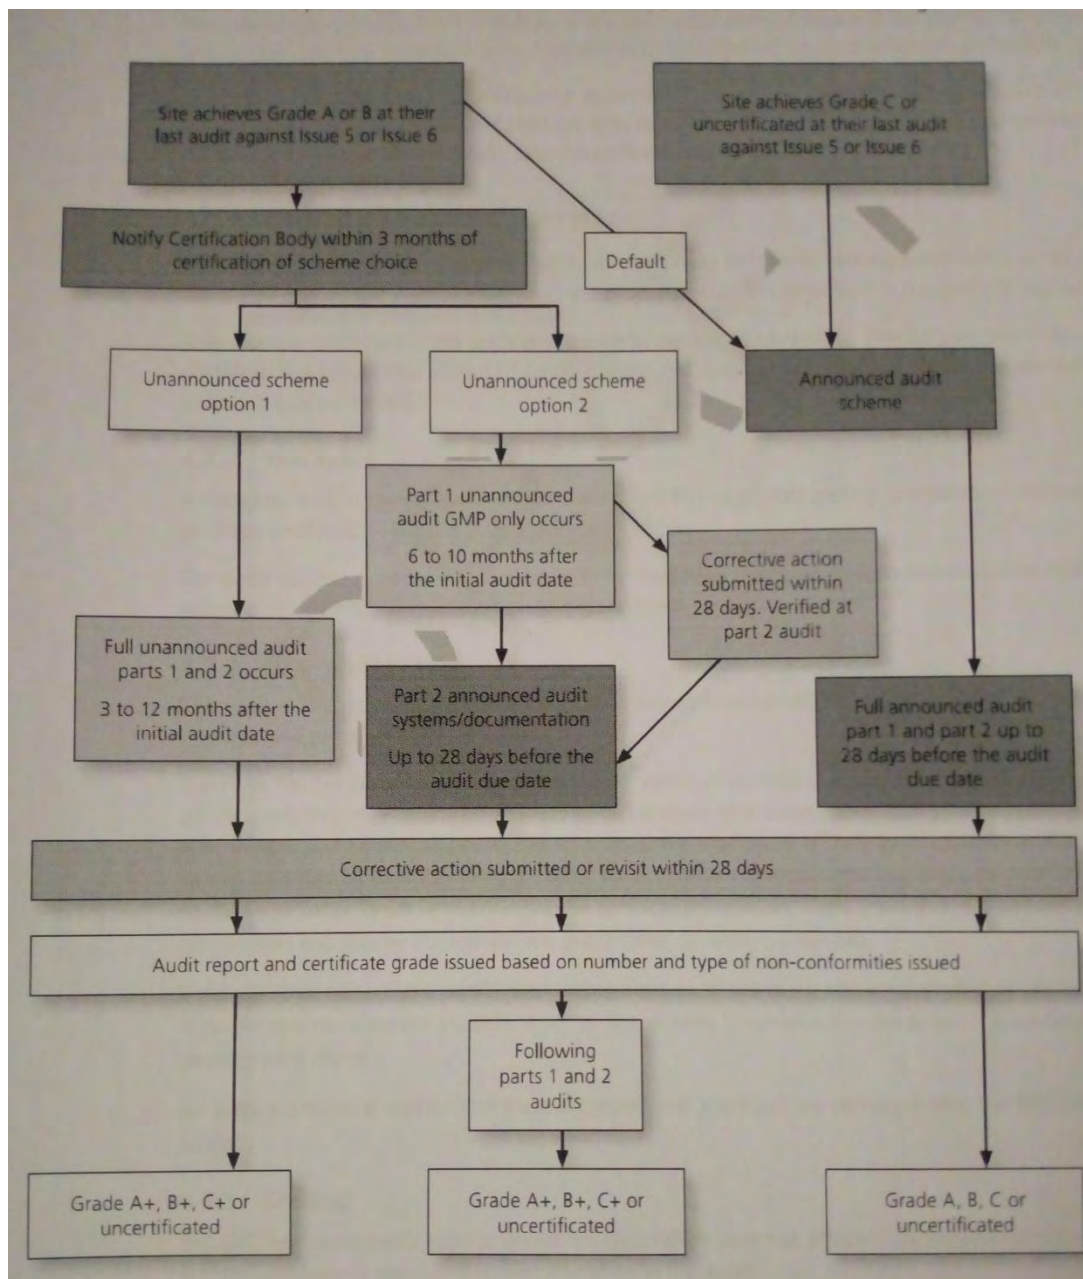 Site achieves Grade A or B at their
last audit against Issue 5 or Issue 6
Site achieves Grade C or
uncertificated at their last audit
against Issue 5 or Issue 6
Notify Certification Body within 3 months of
certification of scheme choice
Default
Unannounced scheme
option 1
Unannounced scheme
option 2
Announced audit
scheme
Part 1 unannounced
audit GMP only occurs
6 to 10 months after
the initial audit date
Corrective action
submitted within
28 days. Verified at
part 2 audit
Full unannounced audit
parts 1 and 2 occurs
3 to 12 months after the
initial audit date
Part 2 announced audit
systems/documentation
Up to 28 days before the
audit due date
Full announced audit
part 1 and part 2 up to
28 days before the audit
due date
Corrective action submitted or revisit within 28 days
Audit report and certificate grade issued based on number and type of non-conformities issued
Following
parts 1 and 2
audits
Grade A+, B+, C+ or
uncertificated
Grade A+, B+, C+ or
uncertificated
Grade A, B, C or
uncertificated